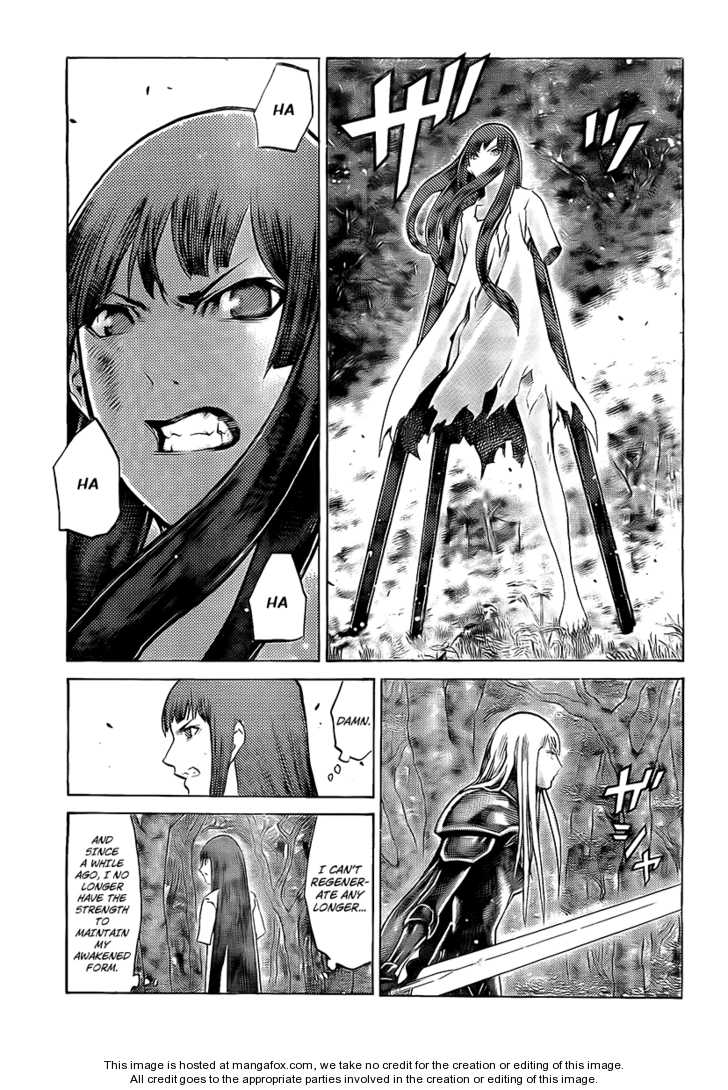 HA
HA
HA
ガシャ
DAMN.
I CAN'T
REGENER-
ATE ANY
LONGER...
AND
SINCE
A WHILE
AGO, I NO
LONGER
HAVE THE
STRENGTH
TO
MAINTAIN
MY
AWAKENED
FORM.
This image is hosted at mangafox.com, we take no credit for the creation or editing of this image.
All credit goes to the appropriate parties involved in the creation or editing of this image.